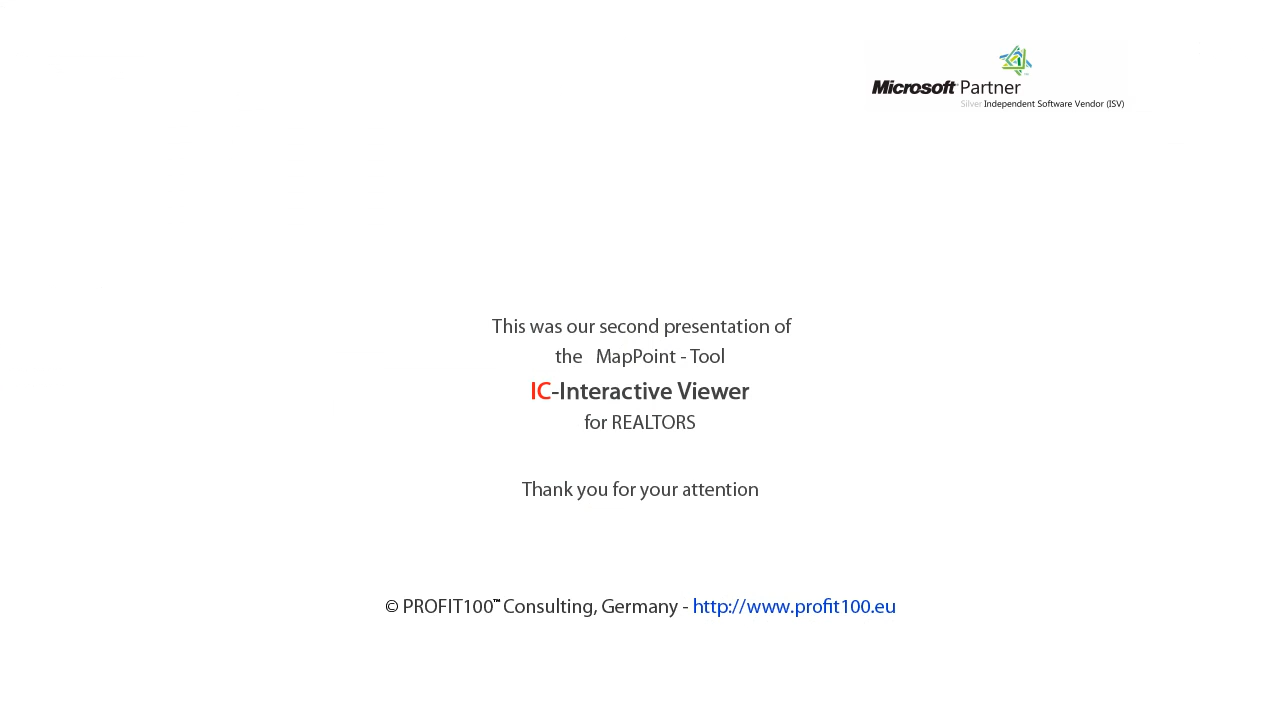 Microsoft Partner
Silver Independent Software Vendor (ISV)
This was our second presentation of
the MapPoint - Tool
IC-Interactive Viewer
for REALTORS
Thank you for your attention
© PROFIT100™ Consulting, Germany - http://www.profit100.eu